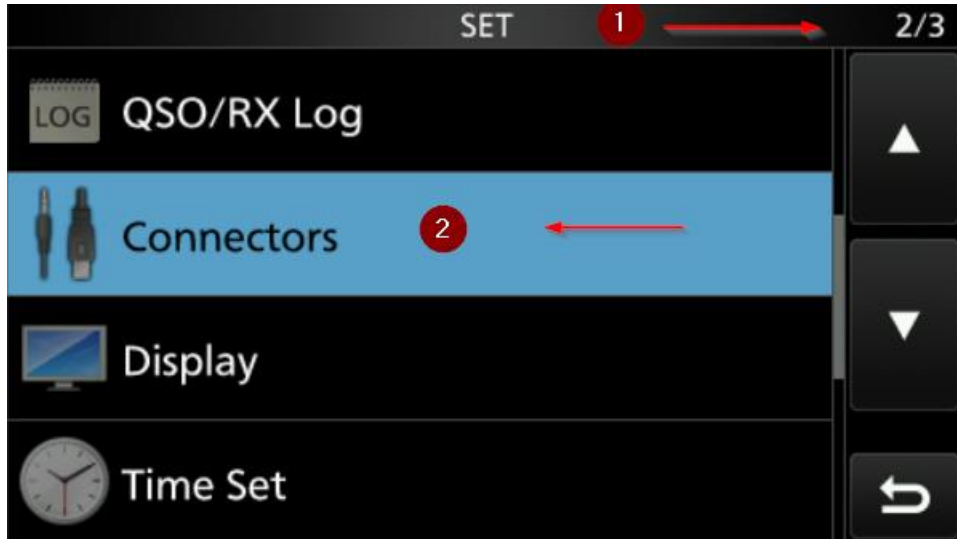 SET 1 2/3
LOG QSO/RX Log
Connectors 2
Display
Time Set